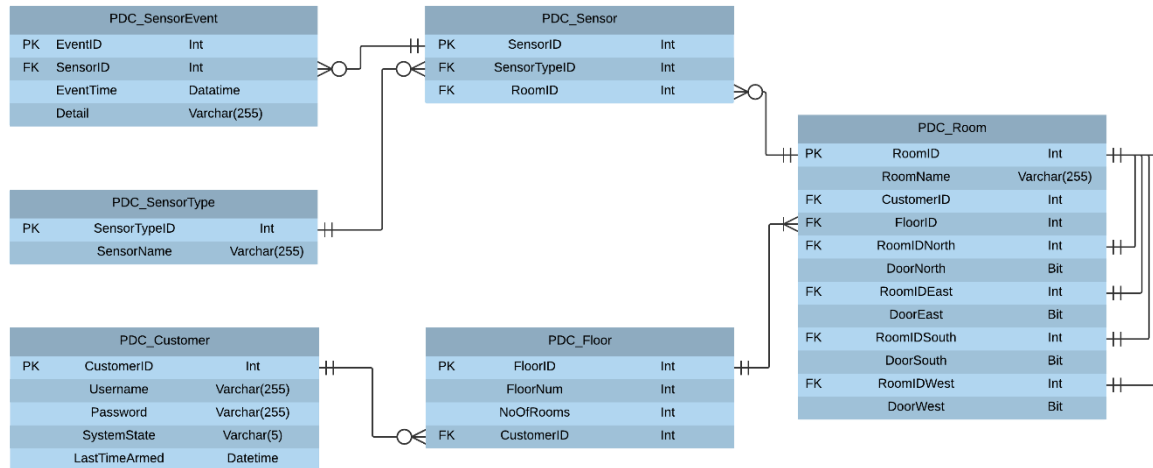 PDC_SensorEvent
PK EventID Int
FK SensorID Int
EventTime Datatime
Detail Varchar(255)
PDC_Sensor
PK SensorID Int
FK SensorTypeID Int
FK RoomID Int
PDC_Room
PK RoomID Int
RoomName Varchar(255)
FK CustomerID Int
FK FloorID Int
FK RoomIDNorth Int
DoorNorth Bit
FK RoomIDEast Int
DoorEast Bit
FK RoomIDSouth Int
DoorSouth Bit
FK RoomIDWest Int
DoorWest Bit
PDC_SensorType
PK SensorTypeID Int
SensorName Varchar(255)
PDC_Customer
PK CustomerID Int
Username Varchar(255)
Password Varchar(255)
SystemState Varchar(5)
LastTimeArmed Datetime
PDC_Floor
PK FloorID Int
FloorNum Int
NoOfRooms Int
FK CustomerID Int